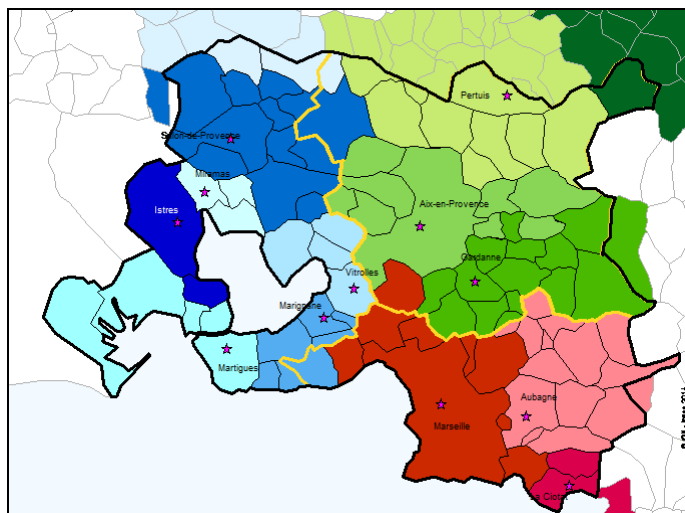 Pertuis
Salon-de-Provence
Miramas
Istres
Aix-en-Provence
Gardanne
Vitrolles
Marignane
Martigues
Aubagne
Marseille
La Ciotat